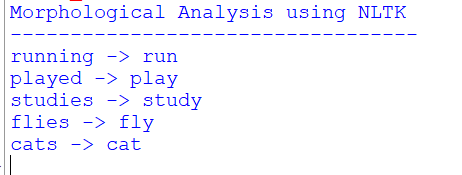 Morphological Analysis using NLTK
----------------------------------
running -> run
played -> play
studies -> study
flies -> fly
cats -> cat